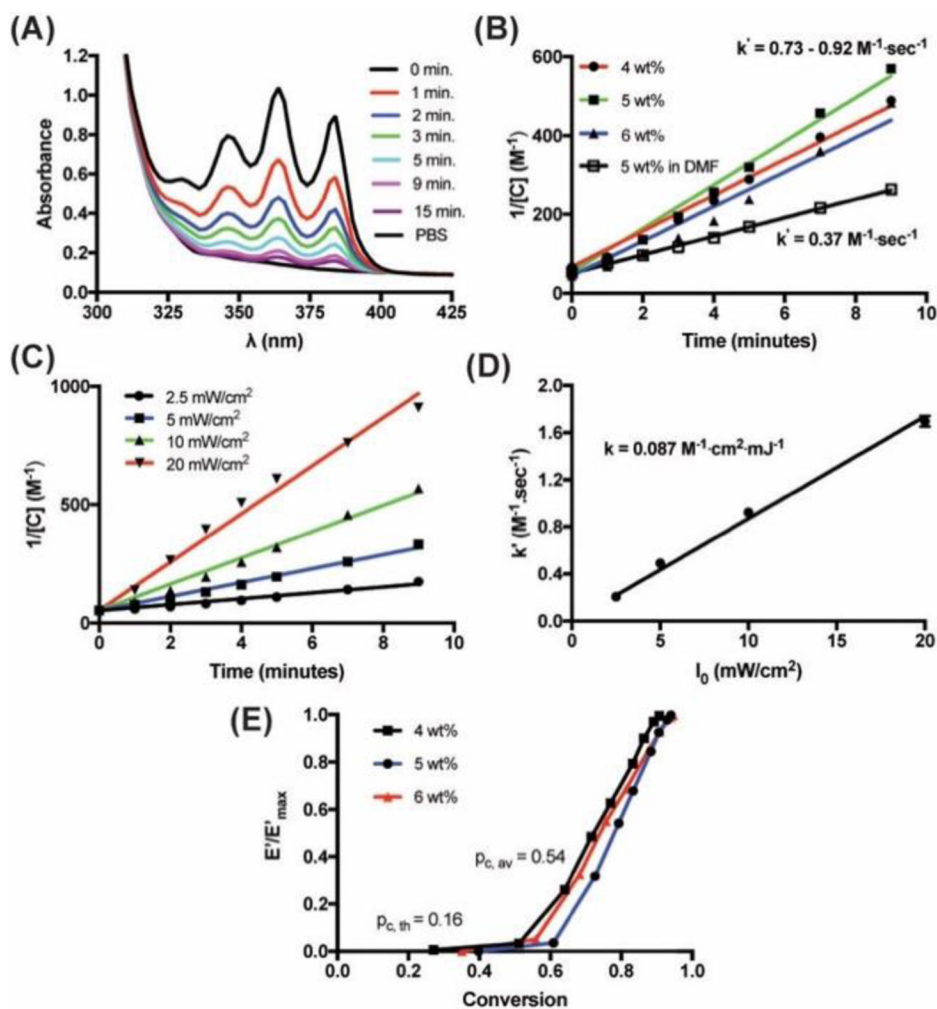 (A)
Absorbance
1.2
1.0
0.8
0.6
0.4
0.2
0.0
300 325 350 375 400 425
λ (nm)
0 min.
1 min.
2 min.
3 min.
5 min.
9 min.
15 min.
PBS
(B)
k' = 0.73 - 0.92 M⁻¹·sec⁻¹
1/[C] (M⁻¹)
600
400
200
0
0 2 4 6 8 10
Time (minutes)
4 wt%
5 wt%
6 wt%
5 wt% in DMF
k' = 0.37 M⁻¹·sec⁻¹
(C)
1/[C] (M⁻¹)
1000
500
0
0 2 4 6 8 10
Time (minutes)
2.5 mW/cm²
5 mW/cm²
10 mW/cm²
20 mW/cm²
(D)
k' (M⁻¹.sec⁻¹)
2.0
1.6
1.2
0.8
0.4
0.0
0 5 10 15 20
I₀ (mW/cm²)
k = 0.087 M⁻¹·cm²·mJ⁻¹
(E)
E'/E'max
1.0
0.8
0.6
0.4
0.2
0.0
0.0 0.2 0.4 0.6 0.8 1.0
Conversion
4 wt%
5 wt%
6 wt%
pc, av = 0.54
pc, th = 0.16